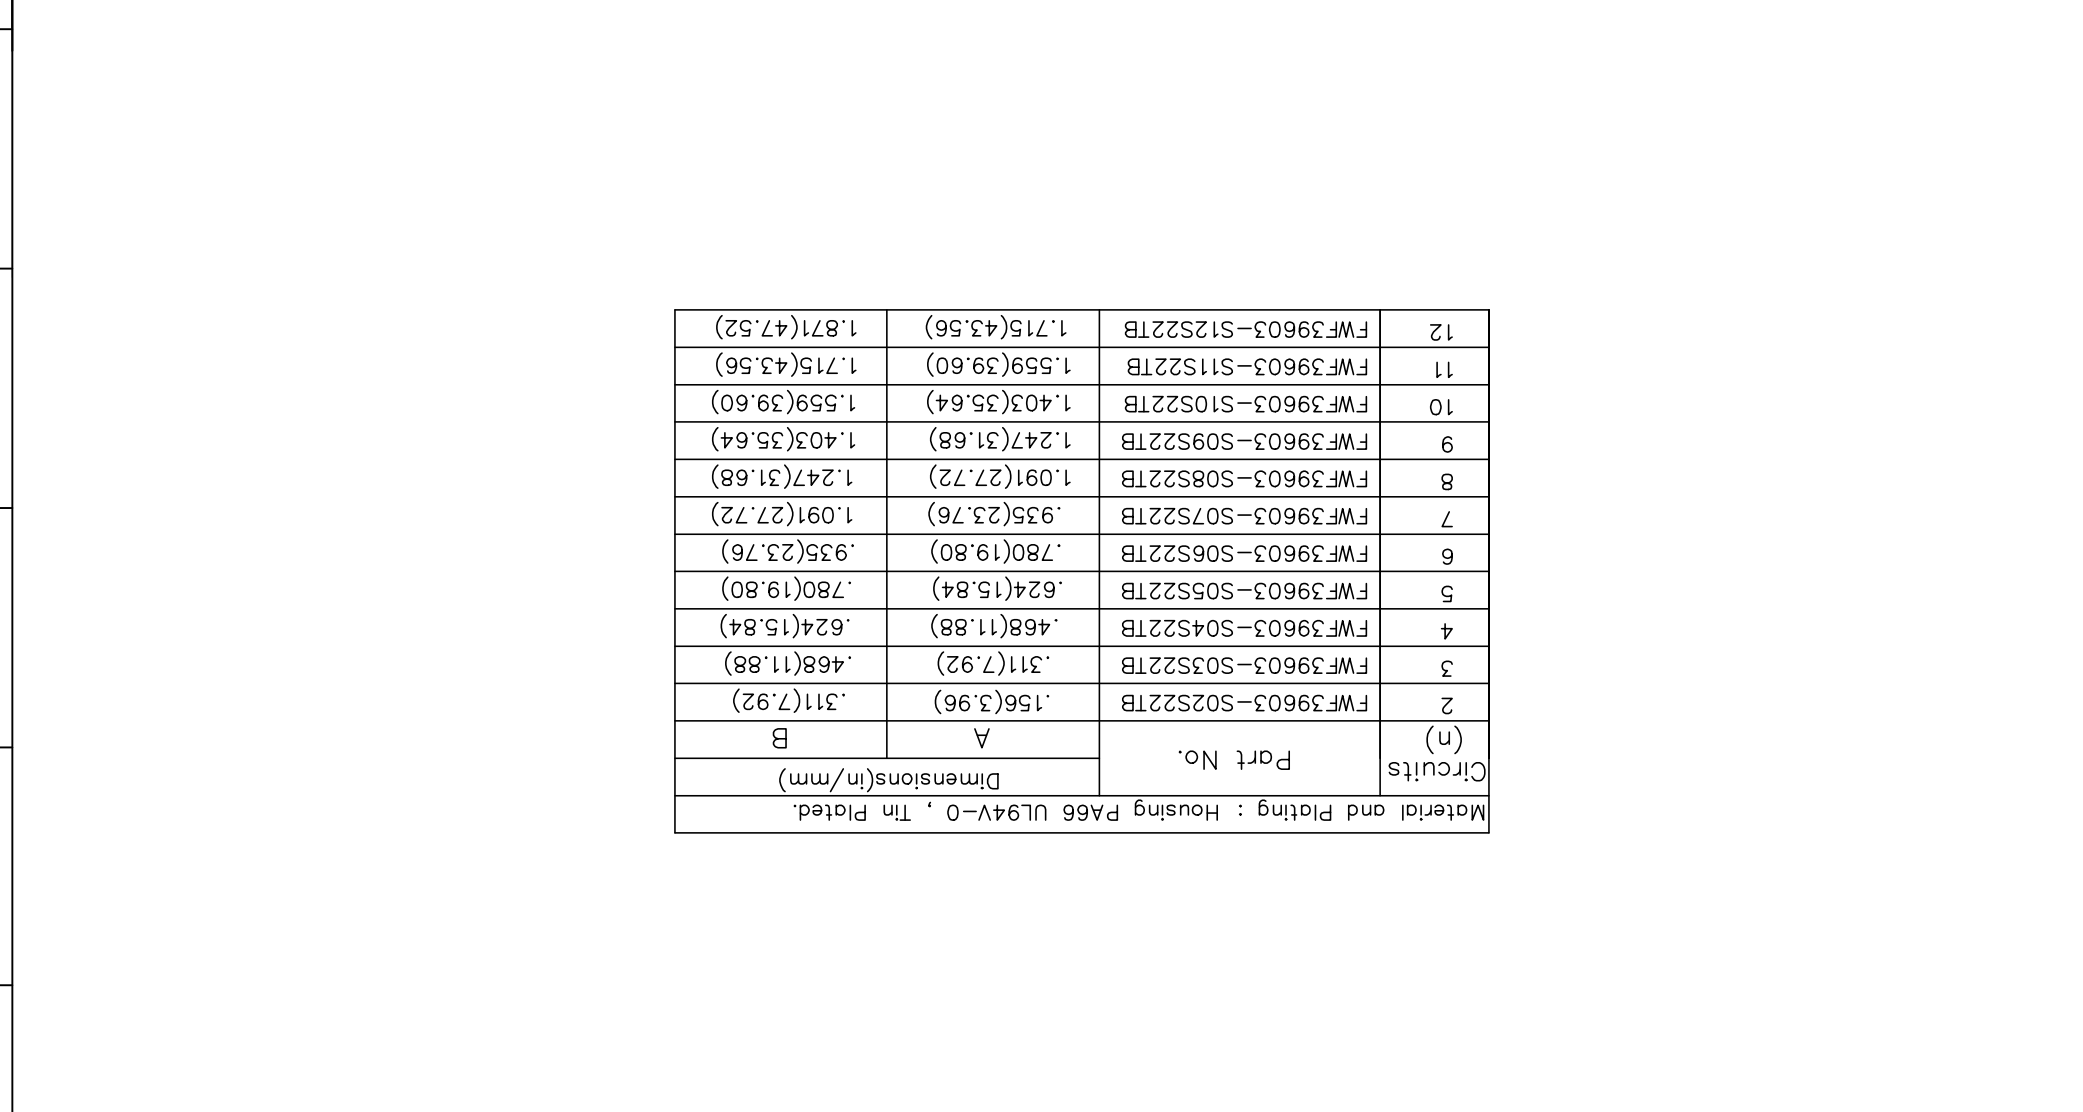 Material and Plating : Housing PA66 UL94V-0 , Tin Plated.
Circuits (n) Part No. Dimensions(in/mm)
A B
2 FWF39603-S02S22TB .156(3.96) .311(7.92)
3 FWF39603-S03S22TB .311(7.92) .468(11.88)
4 FWF39603-S04S22TB .468(11.88) .624(15.84)
5 FWF39603-S05S22TB .624(15.84) .780(19.80)
6 FWF39603-S06S22TB .780(19.80) .935(23.76)
7 FWF39603-S07S22TB .935(23.76) 1.091(27.72)
8 FWF39603-S08S22TB 1.091(27.72) 1.247(31.68)
9 FWF39603-S09S22TB 1.247(31.68) 1.403(35.64)
10 FWF39603-S10S22TB 1.403(35.64) 1.559(39.60)
11 FWF39603-S11S22TB 1.559(39.60) 1.715(43.56)
12 FWF39603-S12S22TB 1.715(43.56) 1.871(47.52)